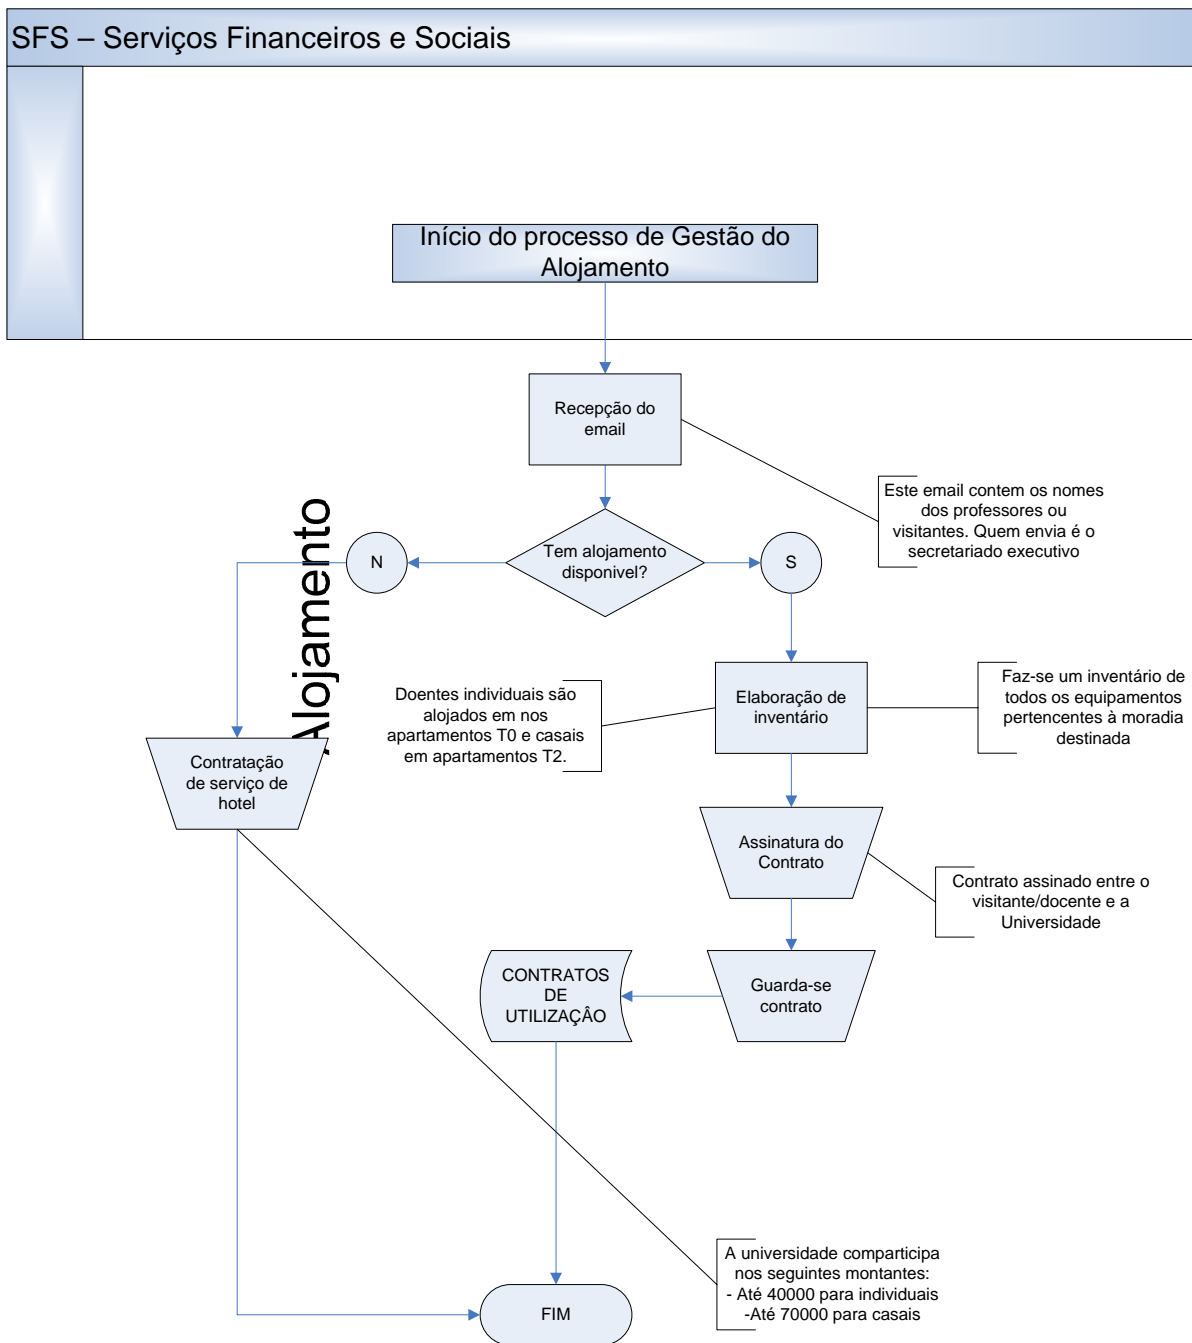 SFS – Serviços Financeiros e Sociais
Início do processo de Gestão do
Alojamento
Recepção do
email
Este email contem os nomes
dos professores ou
visitantes. Quem envia é o
secretariado executivo
Alojamento
N
Tem alojamento
disponivel?
S
Doentes individuais são
alojados em nos
apartamentos T0 e casais
em apartamentos T2.
Elaboração de
inventário
Faz-se um inventário de
todos os equipamentos
pertencentes à moradia
destinada
Contratação
de serviço de
hotel
Assinatura do
Contrato
Contrato assinado entre o
visitante/docente e a
Universidade
CONTRATOS
DE
UTILIZAÇÂO
Guarda-se
contrato
A universidade comparticipa
nos seguintes montantes:
- Até 40000 para individuais
-Até 70000 para casais
FIM